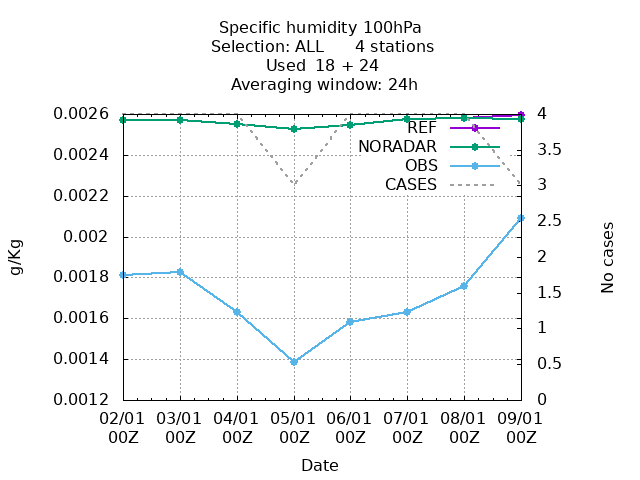 Specific humidity 100hPa
Selection: ALL      4 stations
Used  18 + 24
Averaging window: 24h
0.0026
0.0024
0.0022
0.002
0.0018
0.0016
0.0014
0.0012
g/Kg
REF
NORADAR
OBS
CASES
4
3.5
3
2.5
2
1.5
1
0.5
0
No cases
02/01 03/01 04/01 05/01 06/01 07/01 08/01 09/01
00Z 00Z 00Z 00Z 00Z 00Z 00Z 00Z
Date